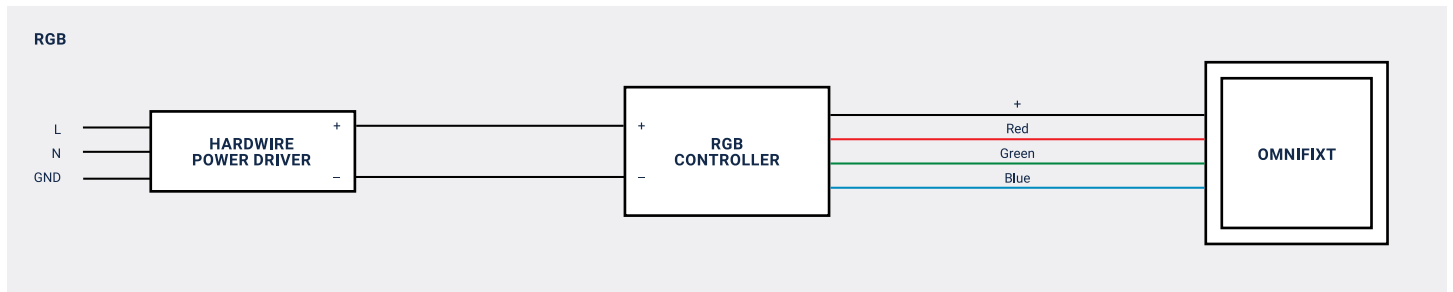 RGB
L
N
GND
HARDWIRE
POWER DRIVER
+
–
+
–
RGB
CONTROLLER
+
Red
Green
Blue
OMNIFIXT